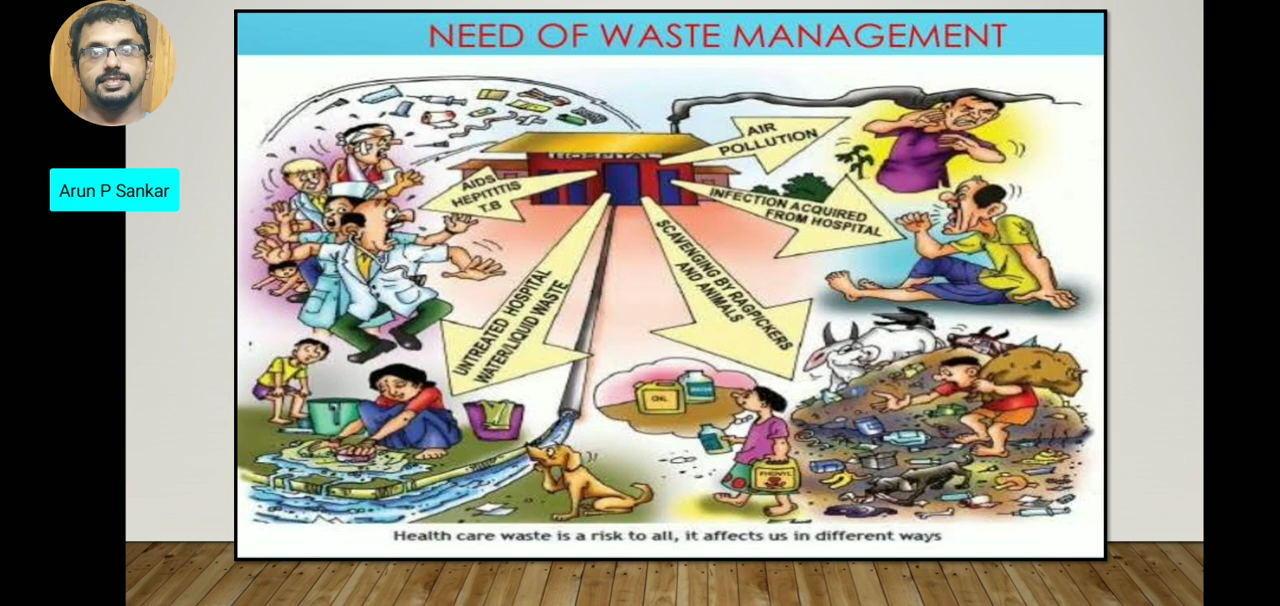 NEED OF WASTE MANAGEMENT
Arun P Sankar
HOSPITAL
AIR
POLLUTION
AIDS
HEPITITIS
T.B
INFECTION ACQUIRED
FROM HOSPITAL
SCAVENGING BY RAGPICKERS
AND ANIMALS
UNTREATED HOSPITAL
WATER/LIQUID WASTE
OIL
WATER
PHENYL
Health care waste is a risk to all, it affects us in different ways